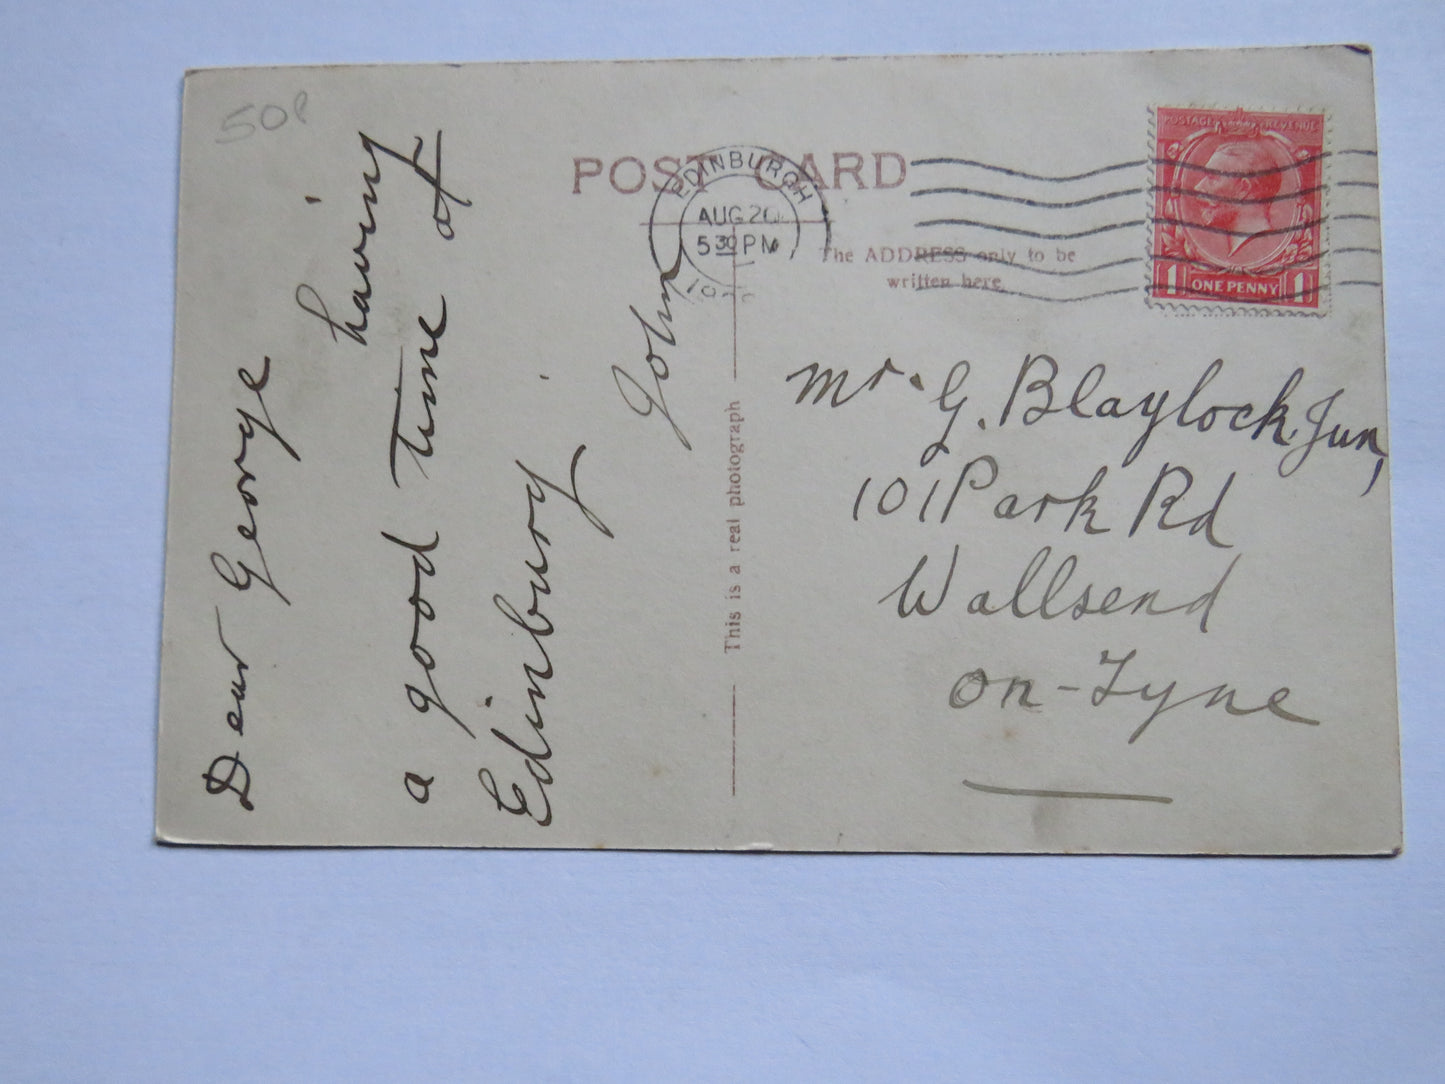 50p
POST CARD
EDINBURGH
AUG 20
5 30 PM
POSTAGE REVENUE
1 ONE PENNY 1
The ADDRESS only to be
written here
This is a real photograph
Dear George
having
a good time at
Edinbury
John
Mr. G. Blaylock Jun,
101 Park Rd
Wallsend
on-Tyne